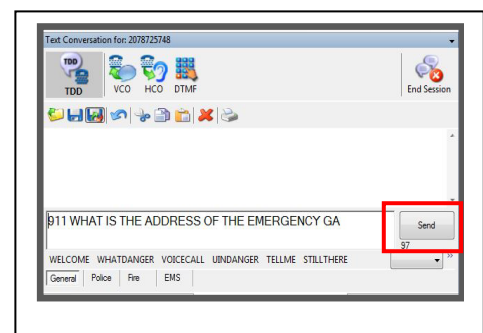 Text Conversation for: 2078725748
TDD
TDD VCO HCO DTMF End Session
911 WHAT IS THE ADDRESS OF THE EMERGENCY GA
Send
97
WELCOME WHATDANGER VOICECALL UINDANGER TELLME STILLTHERE
General Police Fire EMS